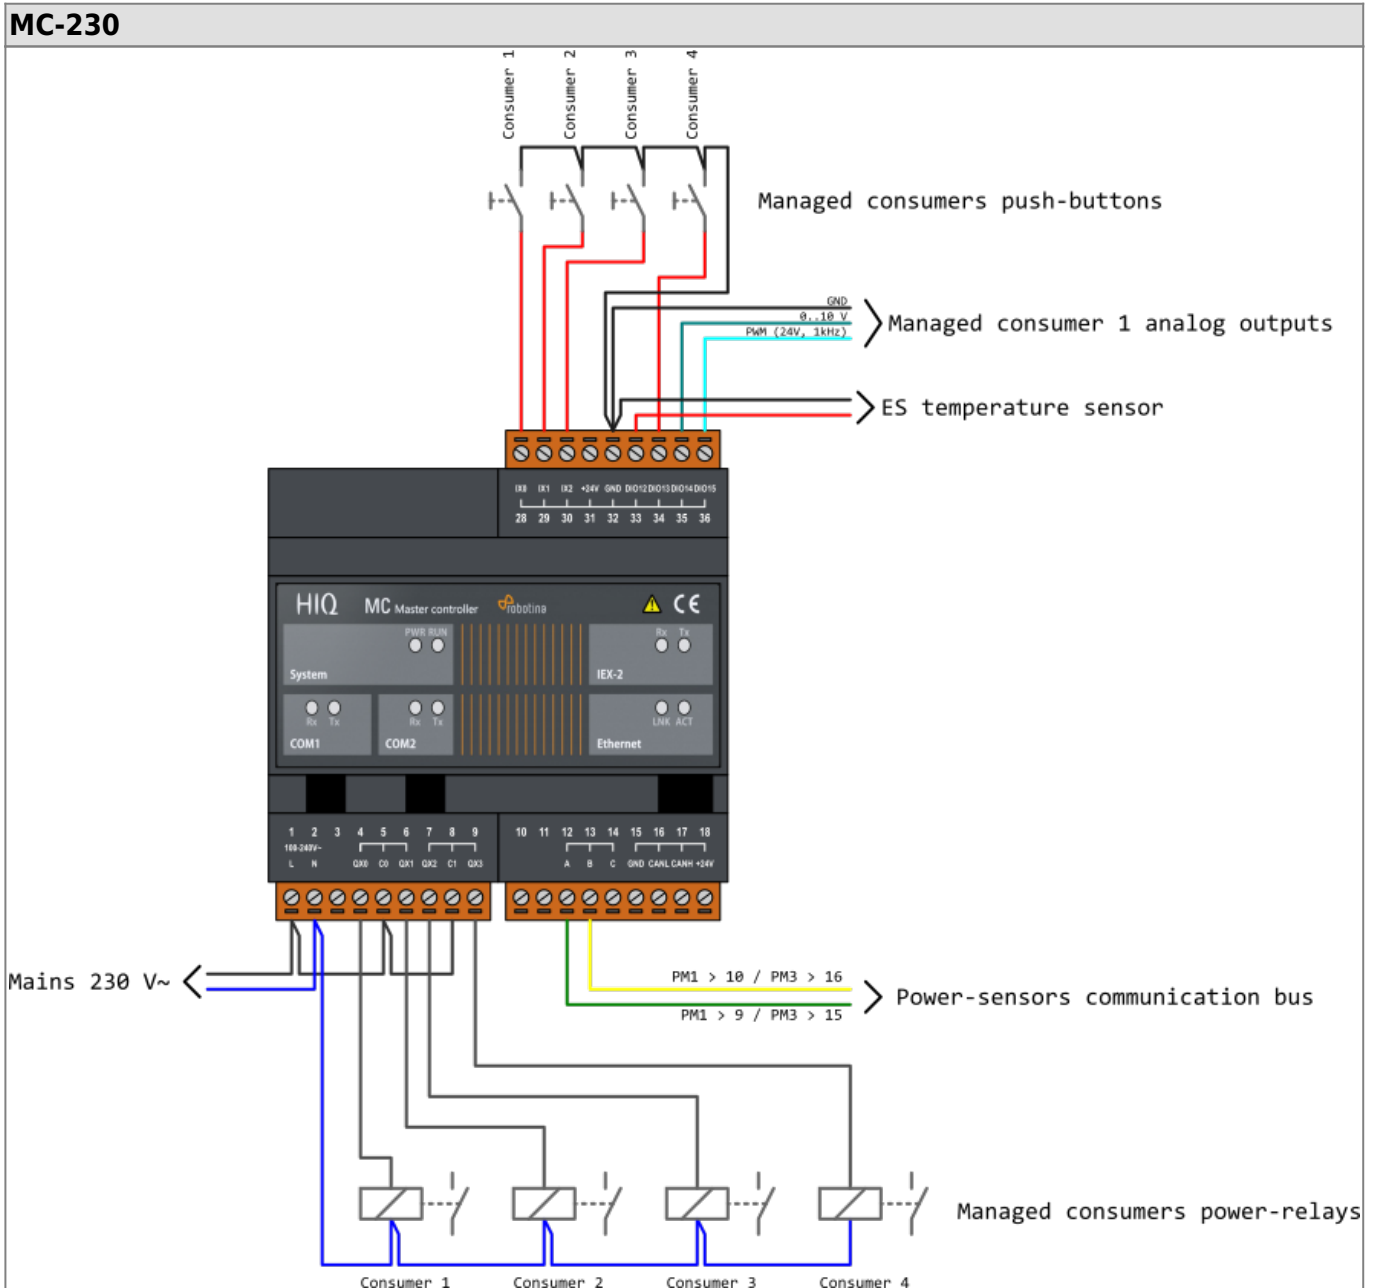 MC-230
Consumer 1
Consumer 2
Consumer 3
Consumer 4
Managed consumers push-buttons
GND
0..10 V
PWM (24V, 1kHz)
Managed consumer 1 analog outputs
ES temperature sensor
IX0 IX1 IX2 +24V GND DIO12 DIO13 DIO14 DIO15
28 29 30 31 32 33 34 35 36
HIQ MC Master controller robotina CE
PWR RUN
Rx Tx
System
IEX-2
Rx Tx
Rx Tx
LNK ACT
COM1
COM2
Ethernet
1 2 3 4 5 6 7 8 9 10 11 12 13 14 15 16 17 18
100-240V~
L N QX0 C0 QX1 QX2 C1 QX3 A B C GND CANL CANH +24V
Mains 230 V~
PM1 > 10 / PM3 > 16
Power-sensors communication bus
PM1 > 9 / PM3 > 15
Managed consumers power-relays
Consumer 1
Consumer 2
Consumer 3
Consumer 4